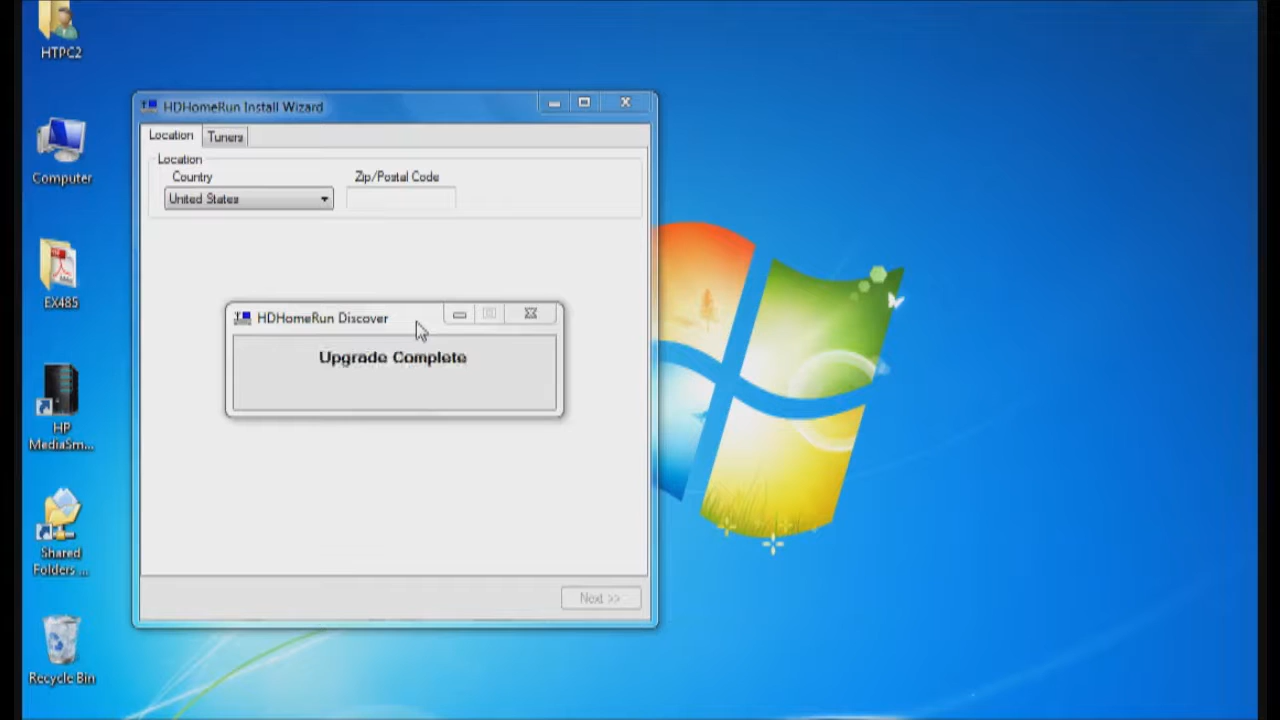 HTPC2
Computer
EX485
HP
MediaSm...
Shared
Folders ...
Recycle Bin
HDHomeRun Install Wizard
Location
Tuners
Location
Country
Zip/Postal Code
United States
HDHomeRun Discover
Upgrade Complete
Next >>